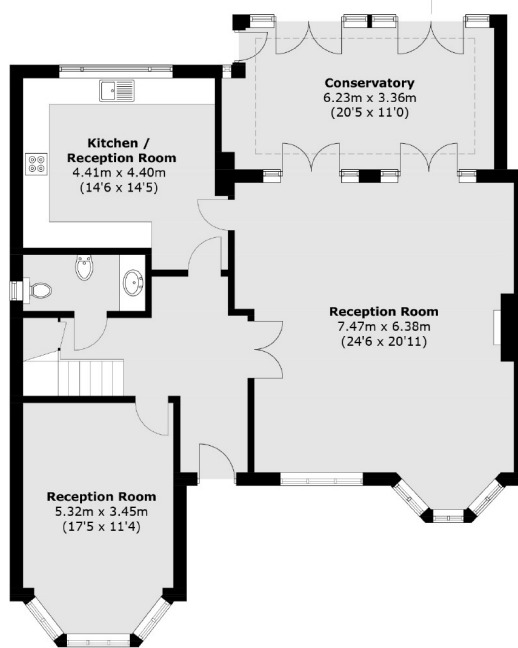 Conservatory
6.23m x 3.36m
(20'5 x 11'0)
Kitchen /
Reception Room
4.41m x 4.40m
(14'6 x 14'5)
Reception Room
7.47m x 6.38m
(24'6 x 20'11)
Reception Room
5.32m x 3.45m
(17'5 x 11'4)